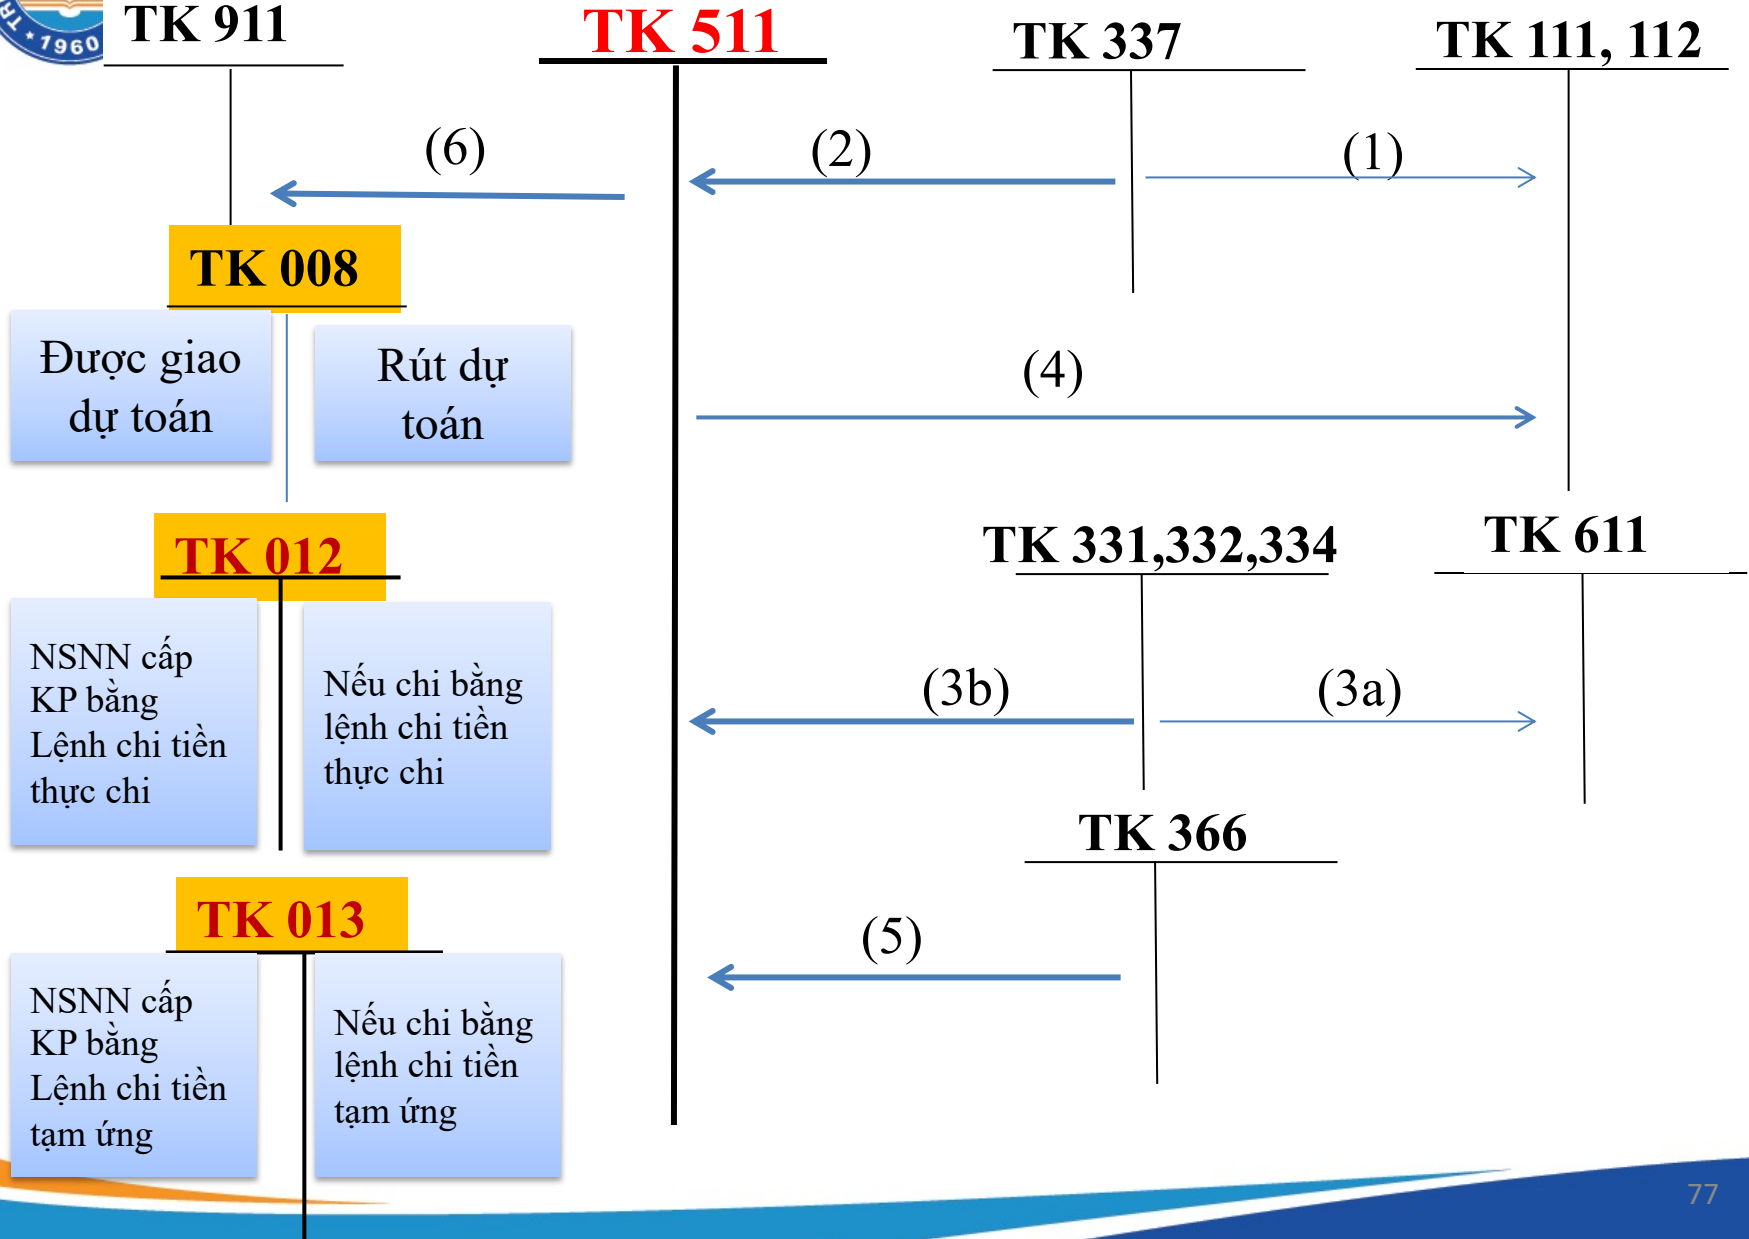 TR
* 1960
TK 911
TK 511
TK 337
TK 111, 112
(6)
(2)
(1)
TK 008
Được giao
dự toán
Rút dự
toán
(4)
TK 012
NSNN cấp
KP bằng
Lệnh chi tiền
thực chi
Nếu chi bằng
lệnh chi tiền
thực chi
TK 331,332,334
TK 611
(3b)
(3a)
TK 366
(5)
TK 013
NSNN cấp
KP bằng
Lệnh chi tiền
tạm ứng
Nếu chi bằng
lệnh chi tiền
tạm ứng
77